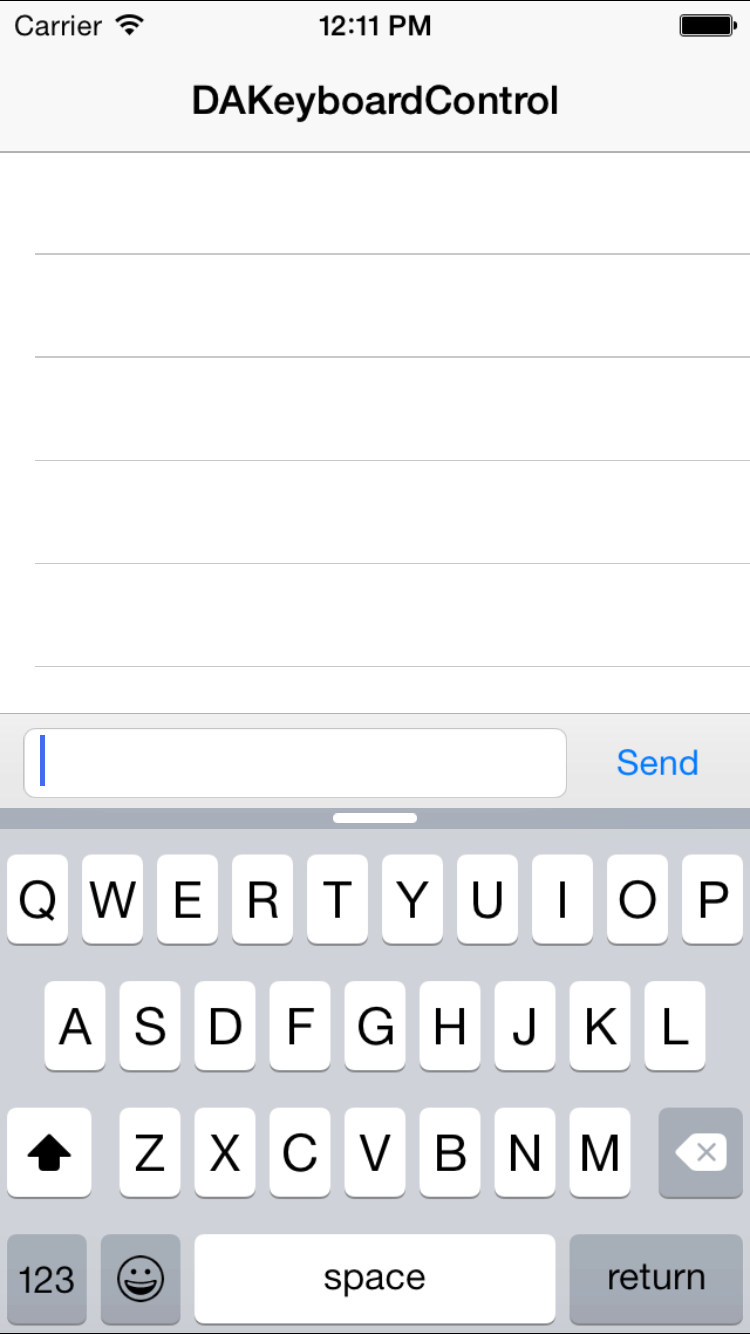 Carrier 12:11 PM
DAKeyboardControl
Send
Q W E R T Y U I O P
A S D F G H J K L
Z X C V B N M
123 space return